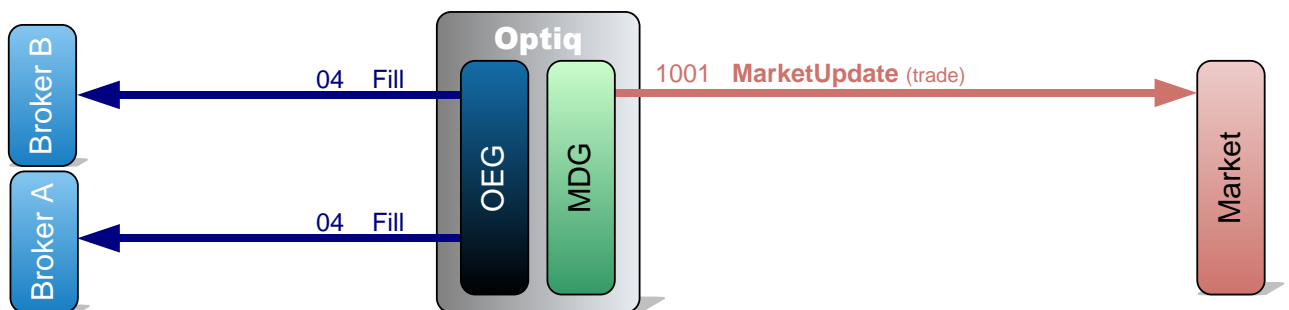 Optiq
Broker B
04 Fill
1001 MarketUpdate (trade)
OEG
MDG
Market
Broker A
04 Fill